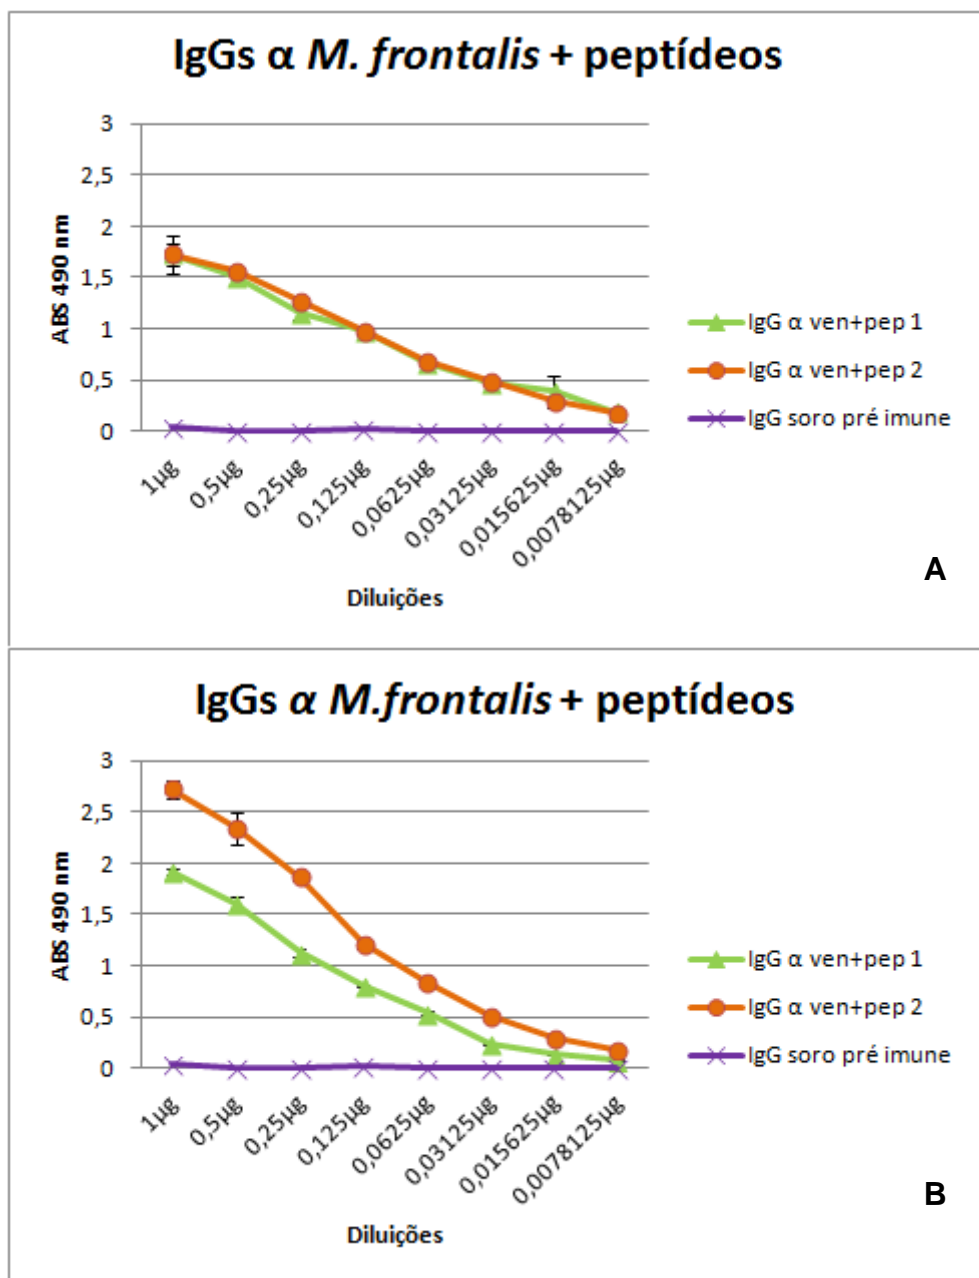 IgGs α M. frontalis + peptídeos
3
2,5
2
1,5
1
0,5
0
ABS 490 nm
1µg
0,5µg
0,25µg
0,125µg
0,0625µg
0,03125µg
0,015625µg
0,0078125µg
Diluições
IgG α ven+pep 1
IgG α ven+pep 2
IgG soro pré imune
A
IgGs α M.frontalis + peptídeos
3
2,5
2
1,5
1
0,5
0
ABS 490 nm
1µg
0,5µg
0,25µg
0,125µg
0,0625µg
0,03125µg
0,015625µg
0,0078125µg
Diluições
IgG α ven+pep 1
IgG α ven+pep 2
IgG soro pré imune
B